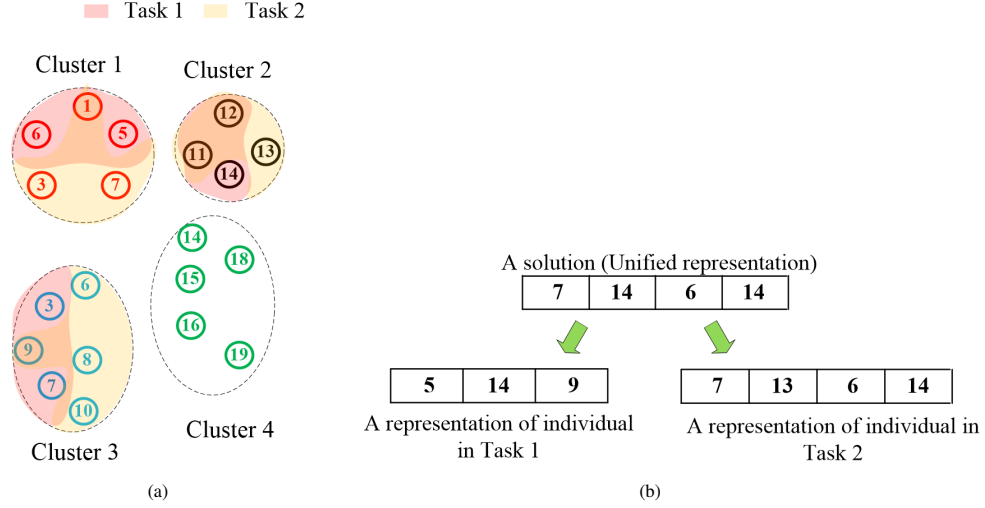 Task 1 Task 2
Cluster 1
Cluster 2
1
6
5
3
7
12
11
13
14
14
18
15
16
19
Cluster 4
6
3
9
8
7
10
Cluster 3
(a)
A solution (Unified representation)
7 14 6 14
5 14 9
7 13 6 14
A representation of individual
in Task 1
A representation of individual in
Task 2
(b)